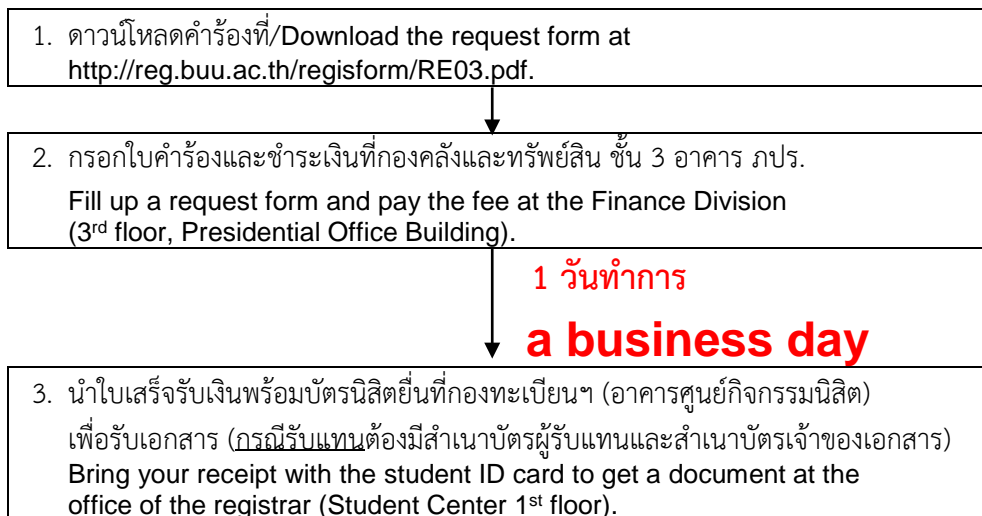 1. ดาวน์โหลดคำร้องที่/Download the request form at
http://reg.buu.ac.th/regisform/RE03.pdf.
2. กรอกใบคำร้องและชำระเงินที่กองคลังและทรัพย์สิน ชั้น 3 อาคาร ภปร.
Fill up a request form and pay the fee at the Finance Division
(3rd floor, Presidential Office Building).
1 วันทำการ
a business day
3. นำใบเสร็จรับเงินพร้อมบัตรนิสิตยื่นที่กองทะเบียนฯ (อาคารศูนย์กิจกรรมนิสิต)
เพื่อรับเอกสาร (กรณีรับแทนต้องมีสำเนาบัตรผู้รับแทนและสำเนาบัตรเจ้าของเอกสาร)
Bring your receipt with the student ID card to get a document at the
office of the registrar (Student Center 1st floor).